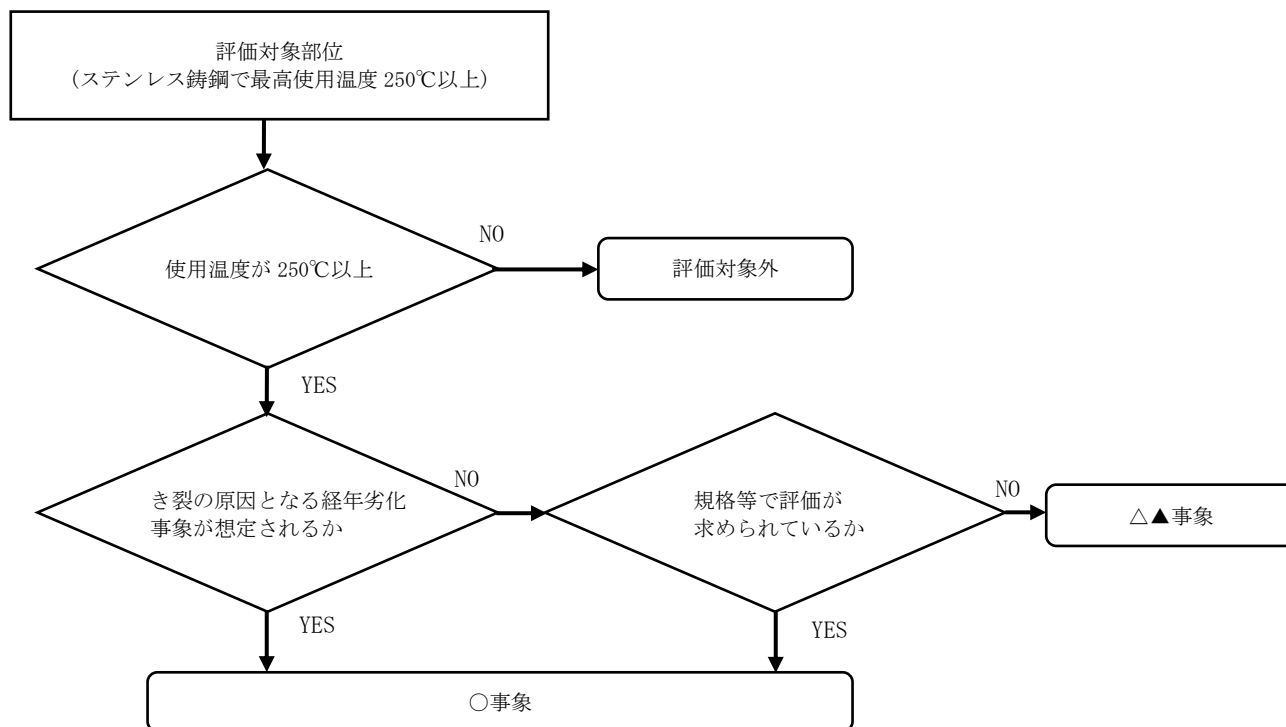 評価対象部位
(ステンレス鋳鋼で最高使用温度 250℃以上)
使用温度が 250℃以上
NO
評価対象外
YES
き裂の原因となる経年劣化
事象が想定されるか
NO
規格等で評価が
求められているか
NO
△▲事象
YES
YES
○事象